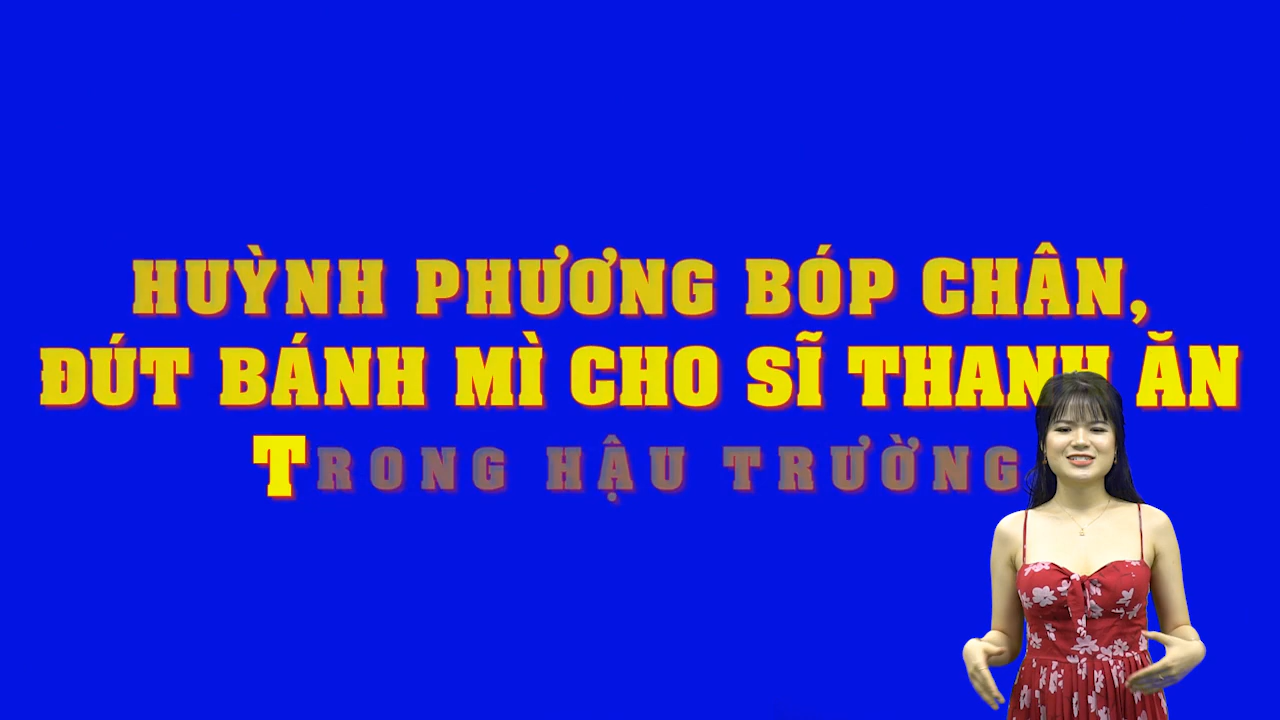 HUỲNH PHƯƠNG BÓP CHÂN,
ĐÚT BÁNH MÌ CHO SĨ THANH ĂN
TRONG HẬU TRƯỜNG